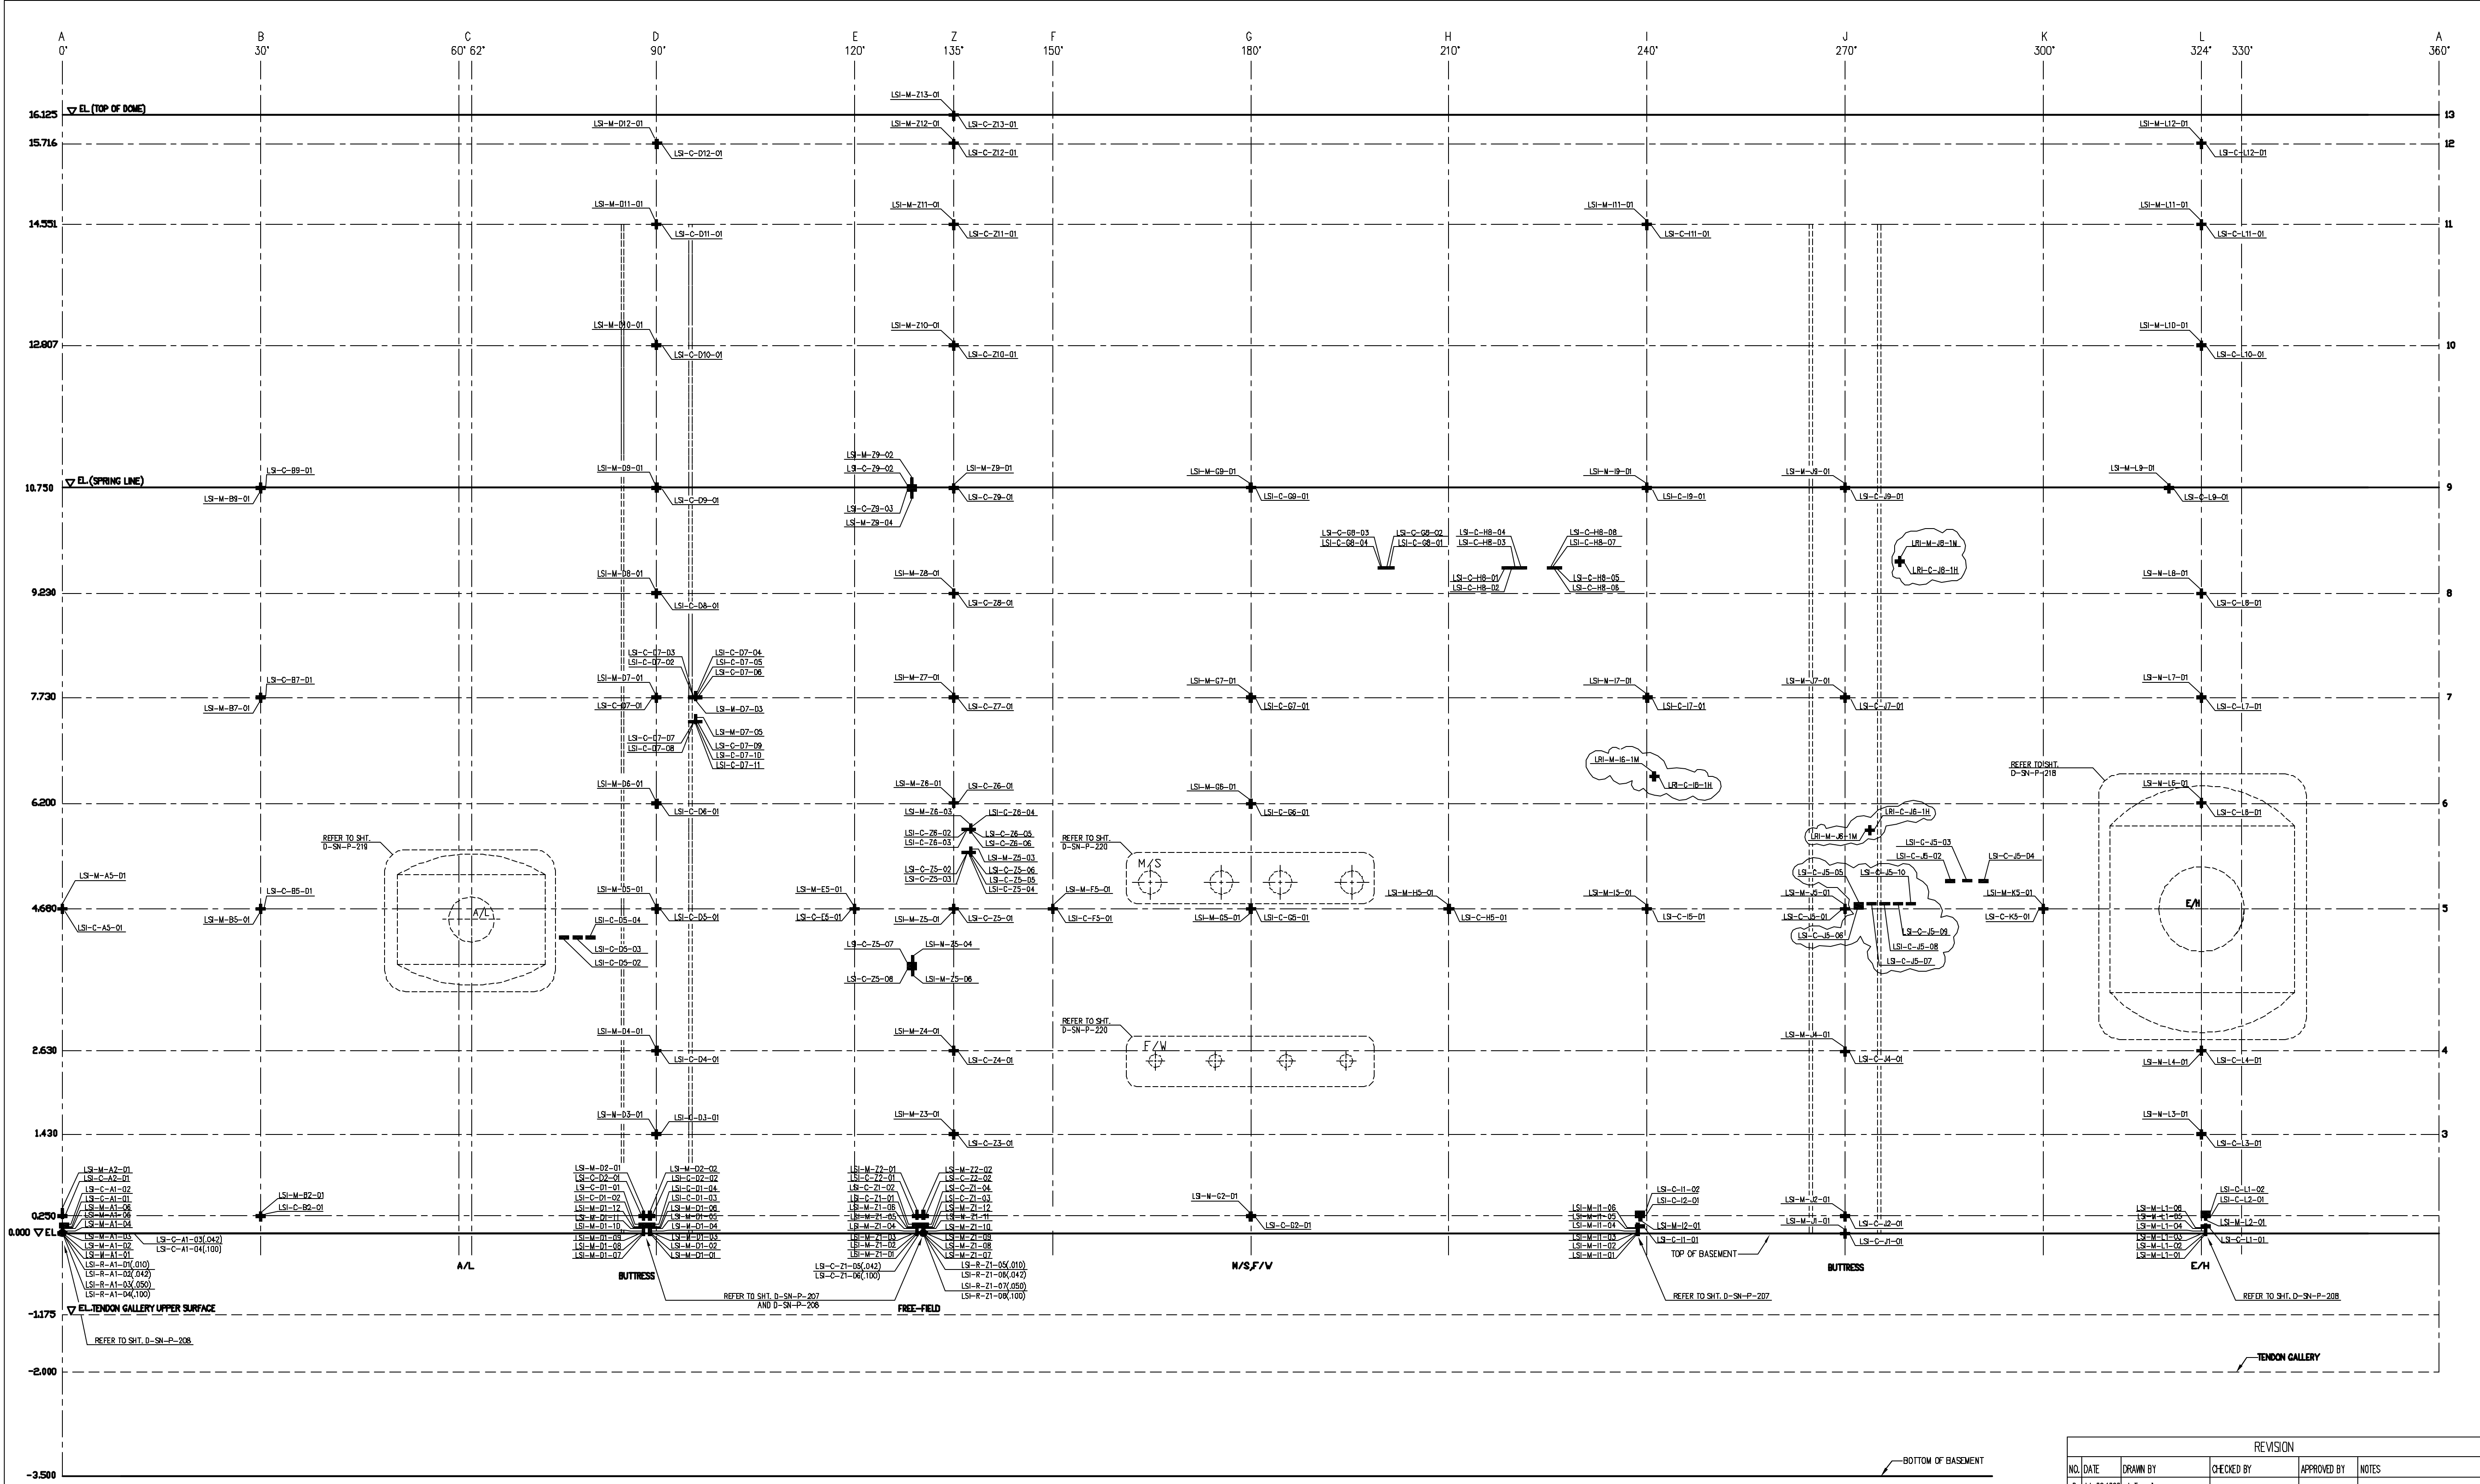 A B C D E Z F G H I J K L A
0° 30° 60° 62° 90° 120° 135° 150° 180° 210° 240° 270° 300° 324° 330° 360°
LSI-M-Z13-01
16.125 EL.(TOP OF DOME) 13
LSI-C-Z13-01
LSI-M-D12-01 LSI-M-Z12-01 LSI-M-L12-01
15.716 12
LSI-C-D12-01 LSI-C-Z12-01 LSI-C-L12-01
LSI-M-D11-01 LSI-M-Z11-01 LSI-M-I11-01 LSI-M-L11-01
14.551 11
LSI-C-D11-01 LSI-C-Z11-01 LSI-C-I11-01 LSI-C-L11-01
LSI-M-D10-01 LSI-M-Z10-01 LSI-M-L10-01
12.807 10
LSI-C-D10-01 LSI-C-Z10-01 LSI-C-L10-01
LSI-M-Z9-02
LSI-C-B9-01 LSI-M-D9-01 LSI-C-Z9-02 LSI-M-Z9-01 LSI-M-G9-01 LSI-M-I9-01 LSI-M-J9-01 LSI-M-L9-01
10.750 EL.(SPRING LINE) 9
LSI-M-B9-01 LSI-C-D9-01 LSI-C-Z9-01 LSI-C-G9-01 LSI-C-I9-01 LSI-C-J9-01 LSI-C-L9-01
LSI-C-Z9-03
LSI-M-Z9-04
LSI-C-G8-03 LSI-C-G8-02 LSI-C-H8-04 LSI-C-H8-08
LSI-C-G8-04 LSI-C-G8-01 LSI-C-H8-03 LSI-C-H8-07 LRI-M-J8-1M
LRI-C-J8-1H
LSI-M-D8-01 LSI-M-Z8-01 LSI-C-H8-01 LSI-C-H8-05 LSI-M-L8-01
LSI-C-H8-02 LSI-C-H8-06
9.230 8
LSI-C-D8-01 LSI-C-Z8-01 LSI-C-L8-01
LSI-C-D7-03 LSI-C-D7-04
LSI-C-D7-02 LSI-C-D7-05
LSI-C-D7-06
LSI-C-B7-01 LSI-M-D7-01 LSI-M-Z7-01 LSI-M-G7-01 LSI-M-I7-01 LSI-M-J7-01 LSI-M-L7-01
7.730 7
LSI-M-B7-01 LSI-C-D7-01 LSI-M-D7-03 LSI-C-Z7-01 LSI-C-G7-01 LSI-C-I7-01 LSI-C-J7-01 LSI-C-L7-01
LSI-M-D7-05
LSI-C-D7-07 LSI-C-D7-09
LSI-C-D7-08 LSI-C-D7-10
LSI-C-D7-11
LRI-M-I6-1M
REFER TO SHT.
D-SN-P-218
LSI-M-D6-01 LSI-M-Z6-01 LSI-C-Z6-01 LSI-M-G6-01 LRI-C-I6-1H LSI-M-L6-01
6.200 6
LSI-C-D6-01 LSI-M-Z6-03 LSI-C-Z6-04 LSI-C-G6-01 LRI-C-J6-1H LSI-C-L6-01
LSI-C-Z6-02 LSI-C-Z6-05
LSI-C-Z6-03 LSI-C-Z6-06 LRI-M-J6-1M
REFER TO SHT.
D-SN-P-219
REFER TO SHT.
D-SN-P-220
LSI-C-J5-03
LSI-M-Z5-03 M/S LSI-C-J5-02 LSI-C-J5-04
LSI-C-Z5-02 LSI-C-Z5-06
LSI-C-Z5-03 LSI-C-Z5-05
LSI-C-Z5-04
LSI-C-J5-05 LSI-C-J5-10
LSI-M-A5-01 LSI-C-B5-01 LSI-M-D5-01 LSI-M-E5-01 LSI-M-F5-01 LSI-M-H5-01 LSI-M-I5-01 LSI-M-J5-01 LSI-M-K5-01
4.680 A/L E/H 5
LSI-C-A5-01 LSI-M-B5-01 LSI-C-D5-04 LSI-C-D5-01 LSI-C-E5-01 LSI-M-Z5-01 LSI-C-Z5-01 LSI-C-F5-01 LSI-M-G5-01 LSI-C-G5-01 LSI-C-H5-01 LSI-C-I5-01 LSI-C-J5-01 LSI-C-K5-01
LSI-C-J5-06 LSI-C-J5-09
LSI-C-D5-03 LSI-C-Z5-07 LSI-M-Z5-04 LSI-C-J5-08
LSI-C-D5-02 LSI-C-J5-07
LSI-C-Z5-08 LSI-M-Z5-06
REFER TO SHT.
D-SN-P-220
LSI-M-D4-01 LSI-M-Z4-01 F/W LSI-M-J4-01
2.630 4
LSI-C-D4-01 LSI-C-Z4-01 LSI-C-J4-01 LSI-M-L4-01 LSI-C-L4-01
LSI-M-D3-01 LSI-C-D3-01 LSI-M-Z3-01 LSI-M-L3-01
1.430 3
LSI-C-Z3-01 LSI-C-L3-01
LSI-M-A2-01 LSI-M-D2-01 LSI-M-D2-02 LSI-M-Z2-01 LSI-M-Z2-02
LSI-C-A2-01 LSI-C-D2-01 LSI-C-D2-02 LSI-C-Z2-01 LSI-C-Z2-02
LSI-C-A1-02 LSI-C-D1-01 LSI-C-D1-04 LSI-C-Z1-02 LSI-C-Z1-04 LSI-C-I1-02 LSI-C-L1-02
LSI-C-A1-01 LSI-M-B2-01 LSI-C-D1-02 LSI-C-D1-03 LSI-C-Z1-01 LSI-C-Z1-03 LSI-M-G2-01 LSI-C-I2-01 LSI-M-J2-01 LSI-C-L2-01
LSI-M-A1-06 LSI-C-B2-01 LSI-M-D1-12 LSI-M-D1-06 LSI-M-Z1-06 LSI-M-Z1-12 LSI-M-I1-06 LSI-M-L1-06
0.250 LSI-M-D1-11 LSI-M-D1-05 LSI-M-Z1-05 LSI-M-Z1-11 LSI-M-I1-05 LSI-M-L1-05
LSI-M-A1-04 LSI-M-D1-10 LSI-M-D1-04 LSI-M-Z1-04 LSI-M-Z1-10 LSI-C-G2-01 LSI-M-I1-04 LSI-M-I2-01 LSI-M-J1-01 LSI-C-J2-01 LSI-M-L1-04 LSI-M-L2-01
0.000 EL
LSI-M-A1-03 LSI-C-A1-03(.042) LSI-M-D1-09 LSI-M-D1-03 LSI-M-Z1-03 LSI-M-Z1-09 LSI-M-I1-03 LSI-C-I1-01 LSI-C-J1-01 LSI-M-L1-03 LSI-C-L1-01
LSI-M-A1-02 LSI-C-A1-04(.100) LSI-M-D1-08 LSI-M-D1-02 LSI-M-Z1-02 LSI-M-Z1-08 LSI-M-I1-02 LSI-M-L1-02
LSI-M-A1-01 LSI-M-D1-07 LSI-M-D1-01 LSI-M-Z1-01 LSI-M-Z1-07 LSI-M-I1-01 TOP OF BASEMENT LSI-M-L1-01
LSI-R-A1-01(.010) LSI-C-Z1-05(.042) LSI-R-Z1-05(.010)
LSI-R-A1-02(.042) LSI-C-Z1-06(.100) LSI-R-Z1-06(.042)
A/L BUTTRESS M/S,F/W BUTTRESS E/H
LSI-R-A1-03(.050) LSI-R-Z1-07(.050)
LSI-R-A1-04(.100) LSI-R-Z1-08(.100)
REFER TO SHT. D-SN-P-207
AND D-SN-P-208
REFER TO SHT. D-SN-P-207
REFER TO SHT. D-SN-P-208
-1.175 EL.TENDON GALLERY UPPER SURFACE FREE-FIELD
REFER TO SHT. D-SN-P-208
-2.000 TENDON GALLERY
-3.500 BOTTOM OF BASEMENT
REVISION
NO. DATE DRAWN BY CHECKED BY APPROVED BY NOTES